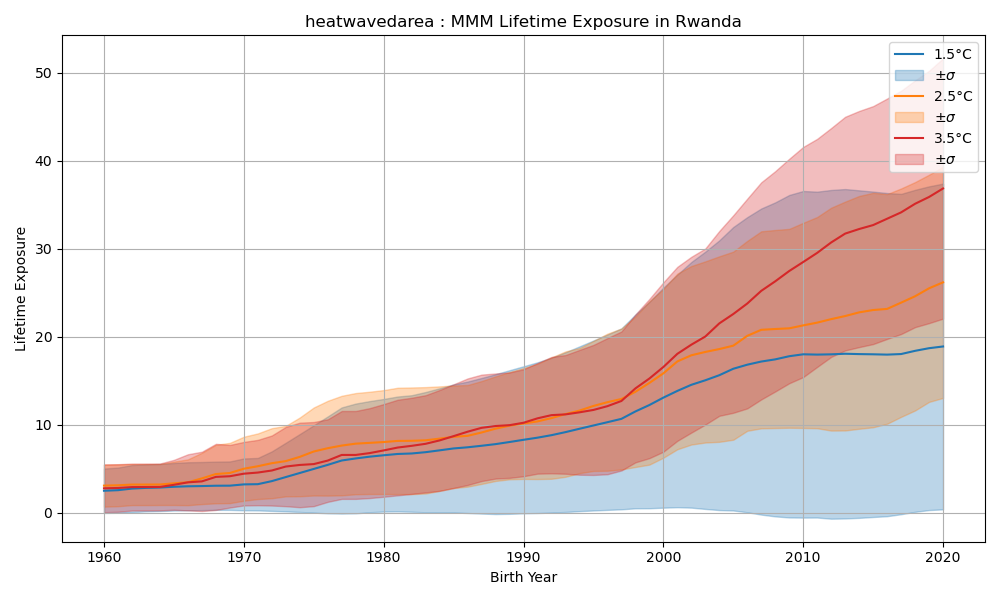 heatwavedarea : MMM Lifetime Exposure in Rwanda
1.5°C
±σ
2.5°C
±σ
3.5°C
±σ
50
40
30
20
10
0
Lifetime Exposure
1960
1970
1980
1990
2000
2010
2020
Birth Year